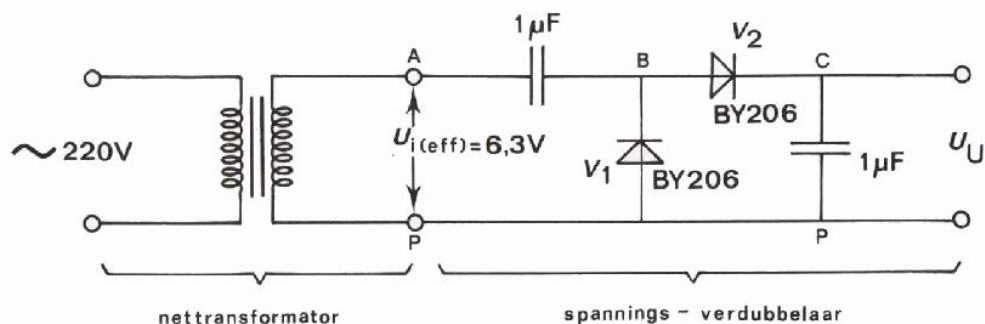 1µF
V2
A
B
C
BY206
∼ 220V
Ui(eff)=6,3V
V1
BY206
1µF
UU
P
P
nettransformator
spannings - verdubbelaar